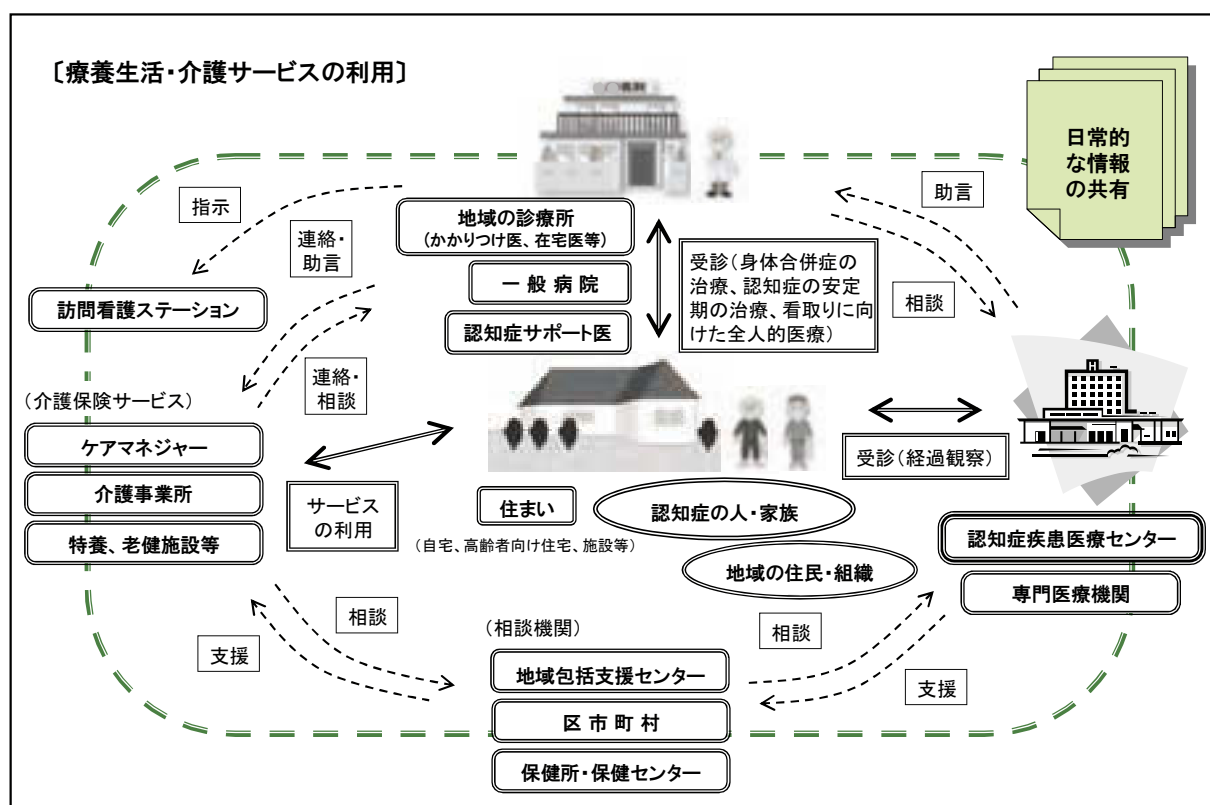 〔療養生活・介護サービスの利用〕
日常的
な情報
の共有
指示
連絡・
助言
地域の診療所
(かかりつけ医、在宅医等)
一 般 病 院
認知症サポート医
受診(身体合併症の
治療、認知症の安定
期の治療、看取りに向
けた全人的医療)
助言
相談
訪問看護ステーション
連絡・
相談
(介護保険サービス)
ケアマネジャー
介護事業所
特養、老健施設等
サービス
の利用
住まい
(自宅、高齢者向け住宅、施設等)
認知症の人・家族
地域の住民・組織
受診(経過観察)
認知症疾患医療センター
専門医療機関
相談
支援
(相談機関)
地域包括支援センター
区 市 町 村
保健所・保健センター
相談
支援